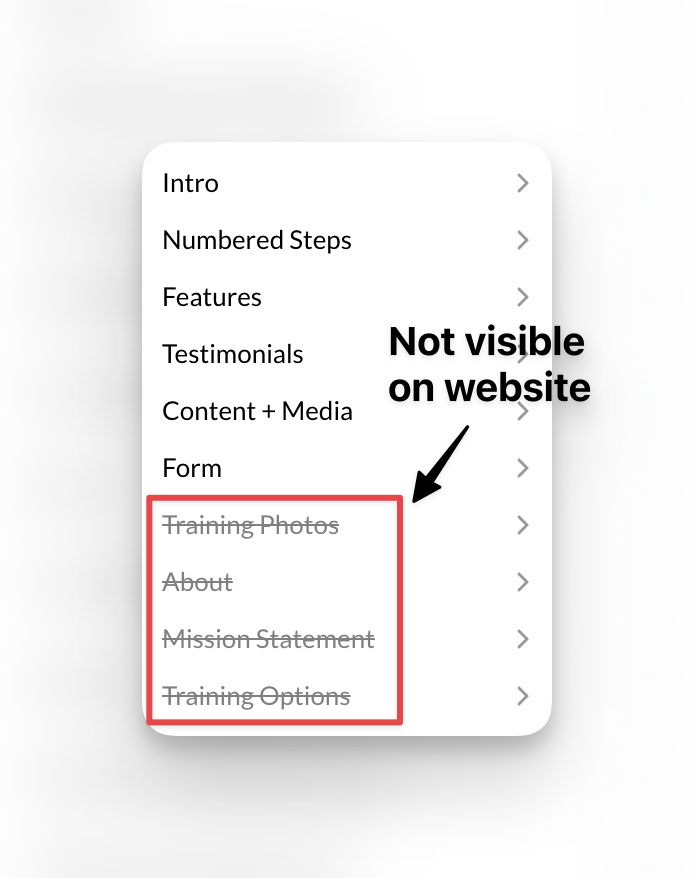 Intro
Numbered Steps
Features
Not visible
Testimonials
on website
Content + Media
Form
Training Photos
About
Mission Statement
Training Options